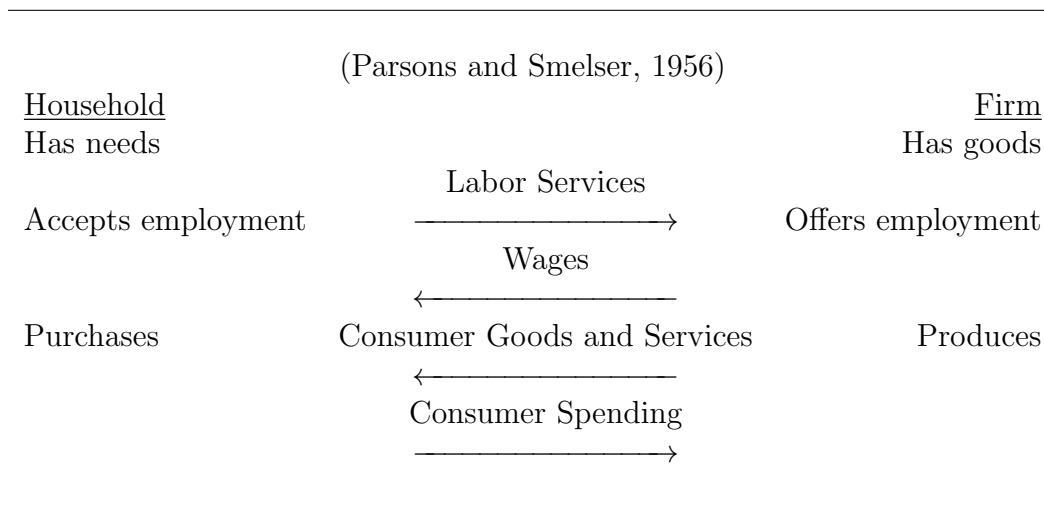 (Parsons and Smelser, 1956)
Household Firm
Has needs Has goods
Labor Services
Accepts employment Offers employment
Wages
Purchases Consumer Goods and Services Produces
Consumer Spending